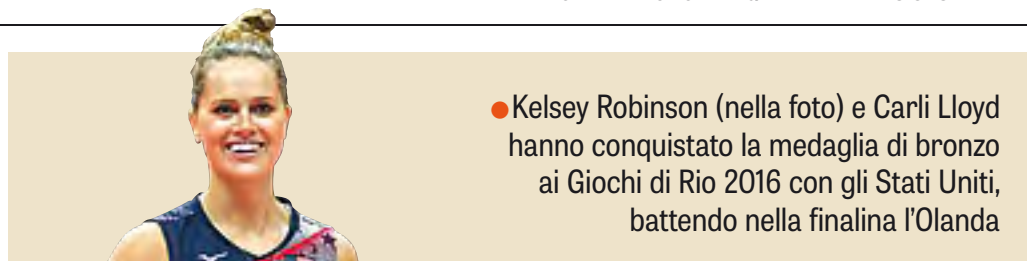 ●Kelsey Robinson (nella foto) e Carli Lloyd
hanno conquistato la medaglia di bronzo
ai Giochi di Rio 2016 con gli Stati Uniti,
battendo nella finalina l'Olanda